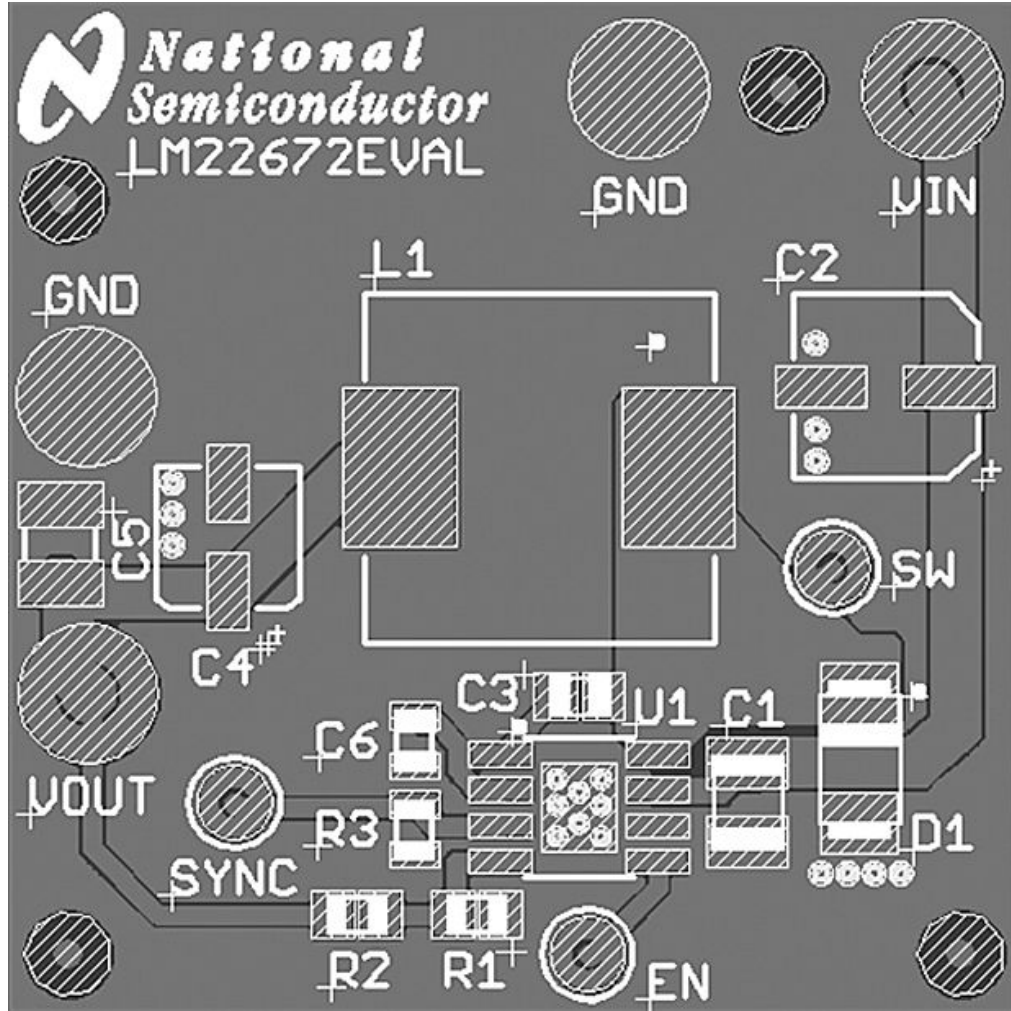 National
Semiconductor
LM22672EVAL
GND
VIN
L1
C2
GND
C5
SW
C4
C3
U1
C1
C6
VOUT
R3
D1
SYNC
R2
R1
EN